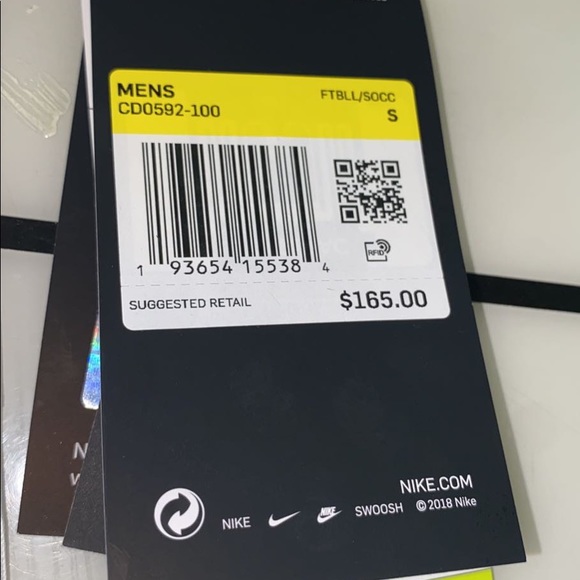 MENS FTBLL/SOCC
CD0592-100 S
1 93654 15538 4
RFID
SUGGESTED RETAIL $165.00
NIKE.COM
NIKE NIKE SWOOSH © 2018 Nike
N